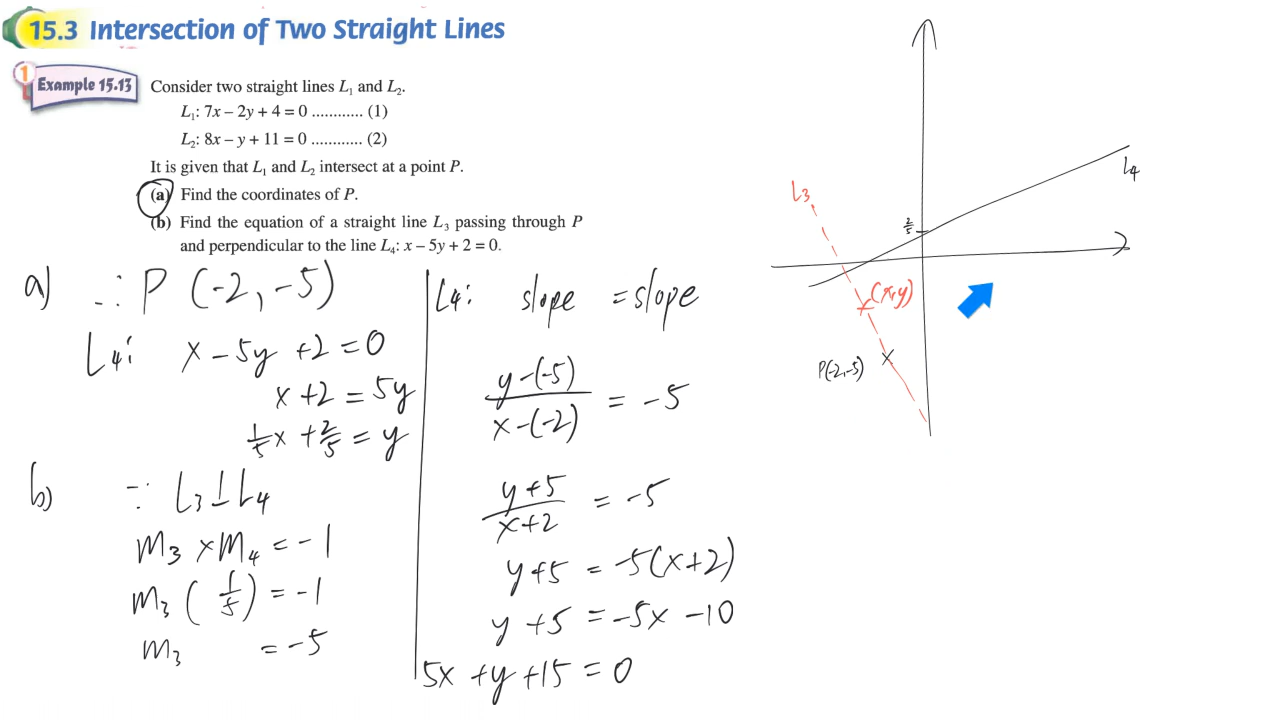 15.3 Intersection of Two Straight Lines
1
Example 15.13
Consider two straight lines L₁ and L₂.
L₁: 7x – 2y + 4 = 0 ............ (1)
L₂: 8x – y + 11 = 0 ............ (2)
It is given that L₁ and L₂ intersect at a point P.
(a) Find the coordinates of P.
(b) Find the equation of a straight line L₃ passing through P
and perpendicular to the line L₄: x – 5y + 2 = 0.
a) ∴ P (-2, -5)
L4: x - 5y + 2 = 0
x + 2 = 5y
1/5 x + 2/5 = y
b) ∵ L3 ⊥ L4
m3 × m4 = -1
m3 (1/5) = -1
m3 = -5
L4: slope = slope
y-(-5)/x-(-2) = -5
y+5/x+2 = -5
y+5 = -5(x+2)
y+5 = -5x - 10
5x + y + 15 = 0
L4
L3
2/5
(x,y)
P(-2,-5)